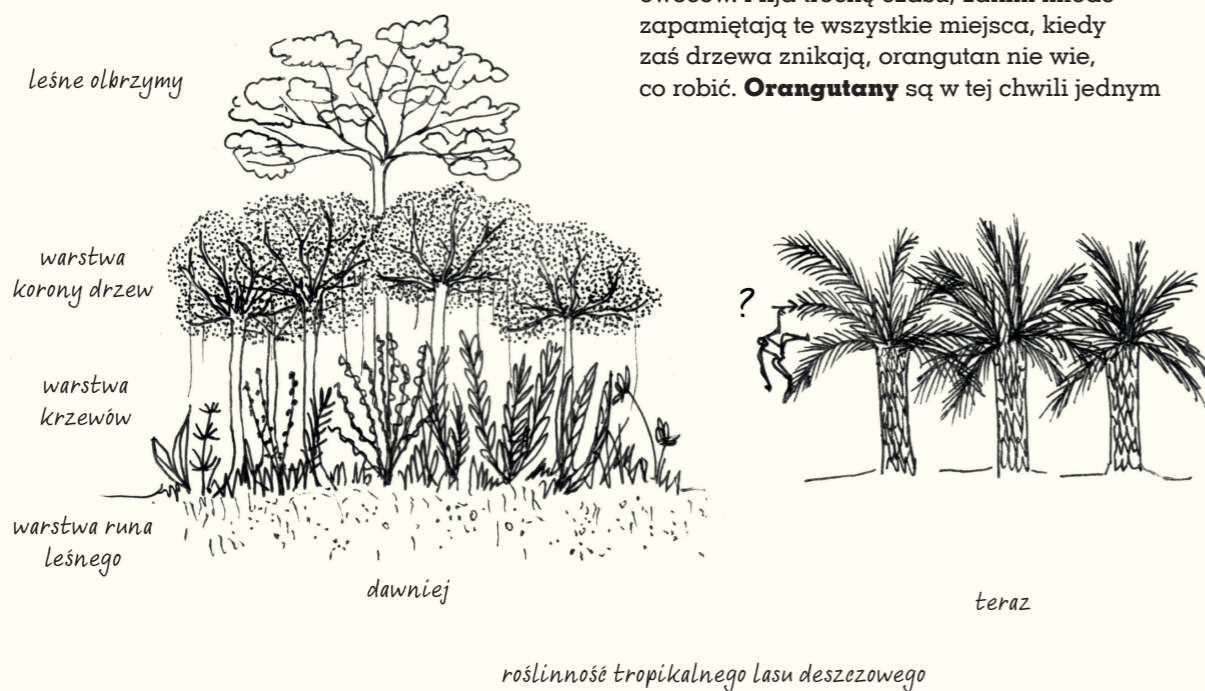 zapamiętają te wszystkie miejsca, kiedy
zaś drzewa znikają, orangutan nie wie,
co robić. Orangutany są w tej chwili jednym
leśne olbrzymy
warstwa
korony drzew
?
warstwa
krzewów
warstwa runa
leśnego
dawniej
teraz
roślinność tropikalnego lasu deszczowego